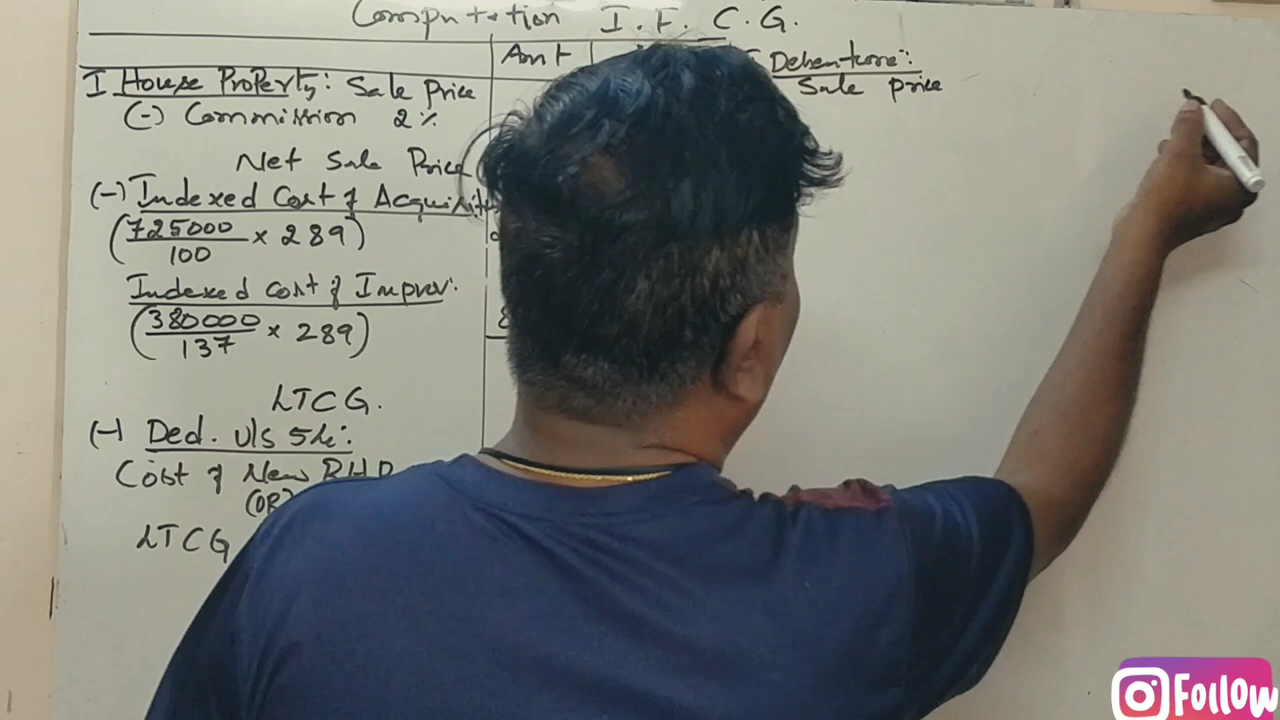 Computation I.F.C.G.
Amt
I House Property: Sale Price
(-) Commission 2%
Net Sale Price
(-) Indexed Cost of Acquisit
(725000/100 × 289)
Indexed cost of Improv:
(380000/137 × 289)
LTCG.
(-) Ded. U/S 54:
Cost of New RHP
(OR)
LTCG
Debenture:
Sale price
Follow